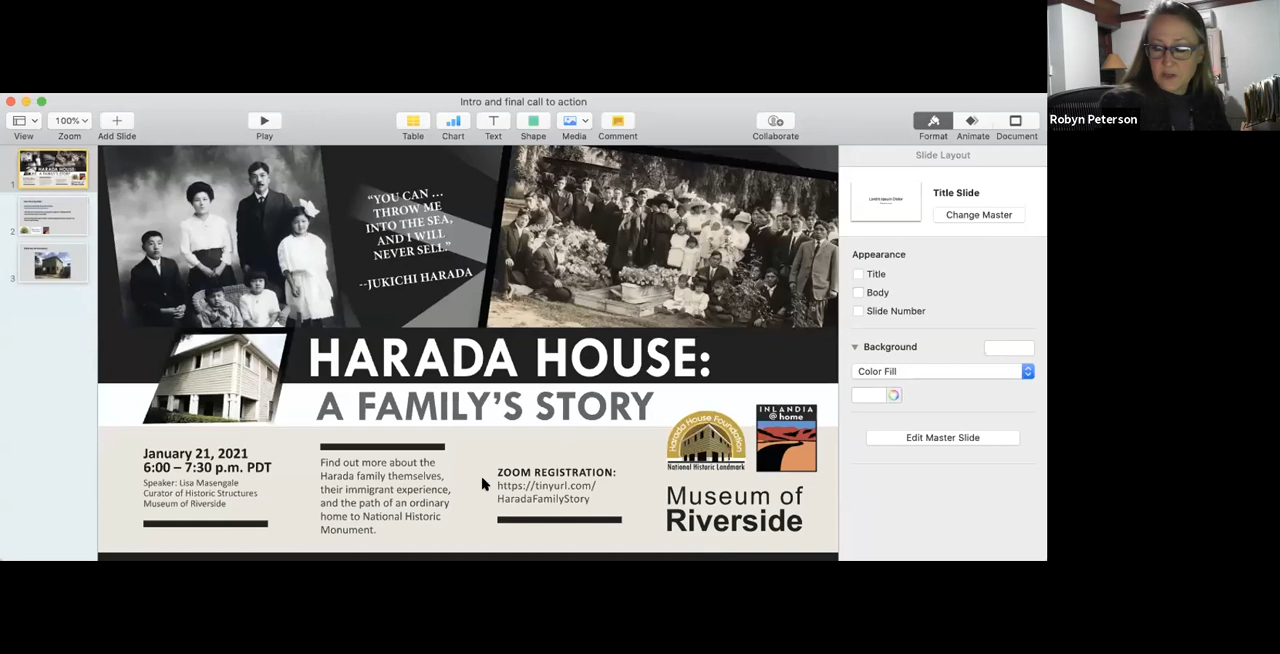 Intro and final call to action
View
100%
Zoom
Add Slide
Play
Table
Chart
Text
Shape
Media
Comment
Collaborate
Format
Animate
Document
1
2
3
“YOU CAN ...
THROW ME
INTO THE SEA,
AND I WILL
NEVER SELL.”
--JUKICHI HARADA
HARADA HOUSE:
A FAMILY’S STORY
January 21, 2021
6:00 – 7:30 p.m. PDT
Speaker: Lisa Masengale
Curator of Historic Structures
Museum of Riverside
Find out more about the
Harada family themselves,
their immigrant experience,
and the path of an ordinary
home to National Historic
Monument.
ZOOM REGISTRATION:
https://tinyurl.com/
HaradaFamilyStory
Harada House Foundation
National Historic Landmark
INLANDIA
@home
Museum of
Riverside
Slide Layout
Title Slide
Change Master
Appearance
Title
Body
Slide Number
Background
Color Fill
Edit Master Slide
Robyn Peterson